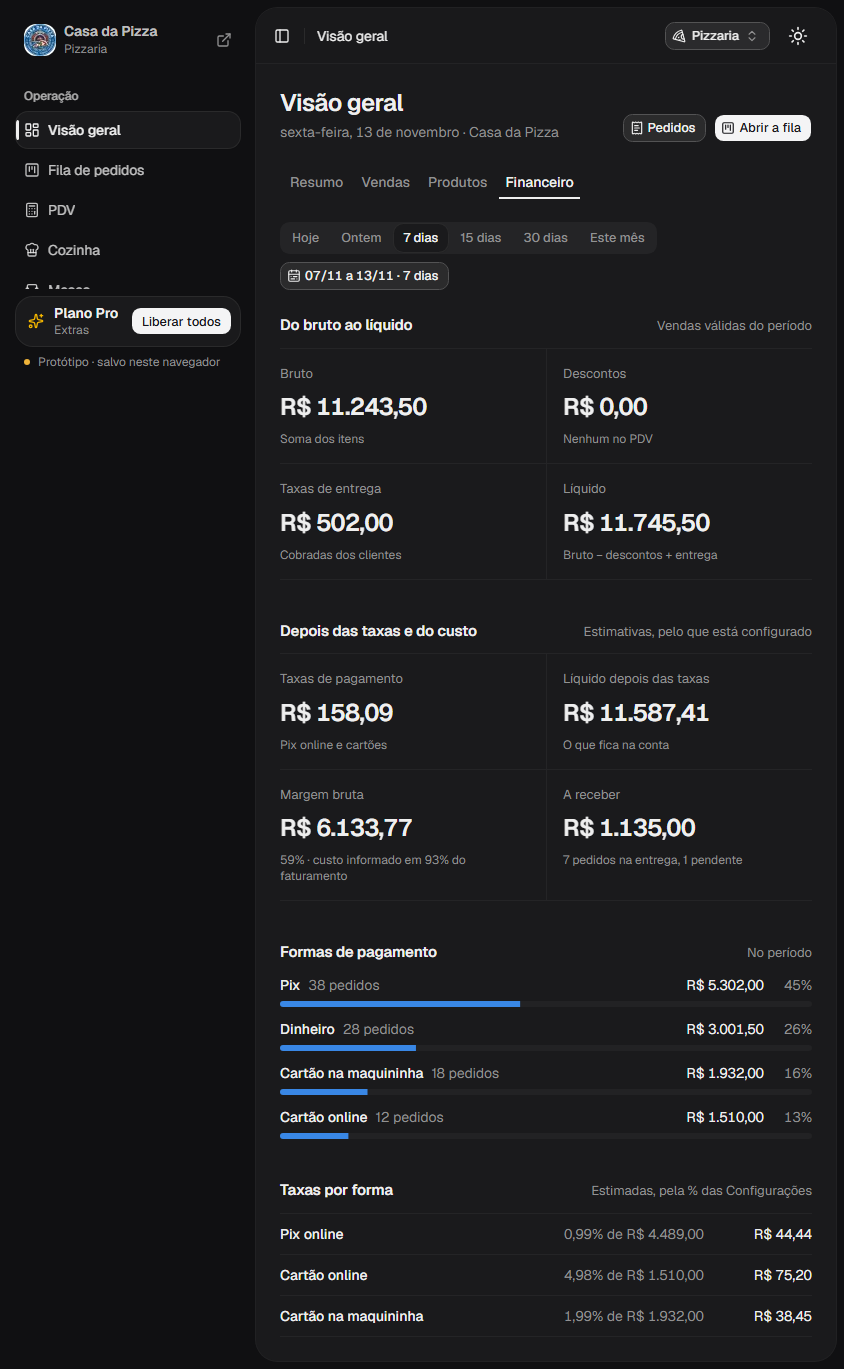 Casa da Pizza
Pizzaria
Operação
Visão geral
Fila de pedidos
PDV
Cozinha
Plano Pro
Extras
Liberar todos
Protótipo · salvo neste navegador
Visão geral
Pizzaria
Visão geral
sexta-feira, 13 de novembro · Casa da Pizza
Pedidos
Abrir a fila
Resumo Vendas Produtos Financeiro
Hoje Ontem 7 dias 15 dias 30 dias Este mês
07/11 a 13/11 · 7 dias
Do bruto ao líquido
Vendas válidas do período
Bruto
R$ 11.243,50
Soma dos itens
Descontos
R$ 0,00
Nenhum no PDV
Taxas de entrega
R$ 502,00
Cobradas dos clientes
Líquido
R$ 11.745,50
Bruto − descontos + entrega
Depois das taxas e do custo
Estimativas, pelo que está configurado
Taxas de pagamento
R$ 158,09
Pix online e cartões
Líquido depois das taxas
R$ 11.587,41
O que fica na conta
Margem bruta
R$ 6.133,77
59% · custo informado em 93% do
faturamento
A receber
R$ 1.135,00
7 pedidos na entrega, 1 pendente
Formas de pagamento
No período
Pix 38 pedidos R$ 5.302,00 45%
Dinheiro 28 pedidos R$ 3.001,50 26%
Cartão na maquininha 18 pedidos R$ 1.932,00 16%
Cartão online 12 pedidos R$ 1.510,00 13%
Taxas por forma
Estimadas, pela % das Configurações
Pix online 0,99% de R$ 4.489,00 R$ 44,44
Cartão online 4,98% de R$ 1.510,00 R$ 75,20
Cartão na maquininha 1,99% de R$ 1.932,00 R$ 38,45